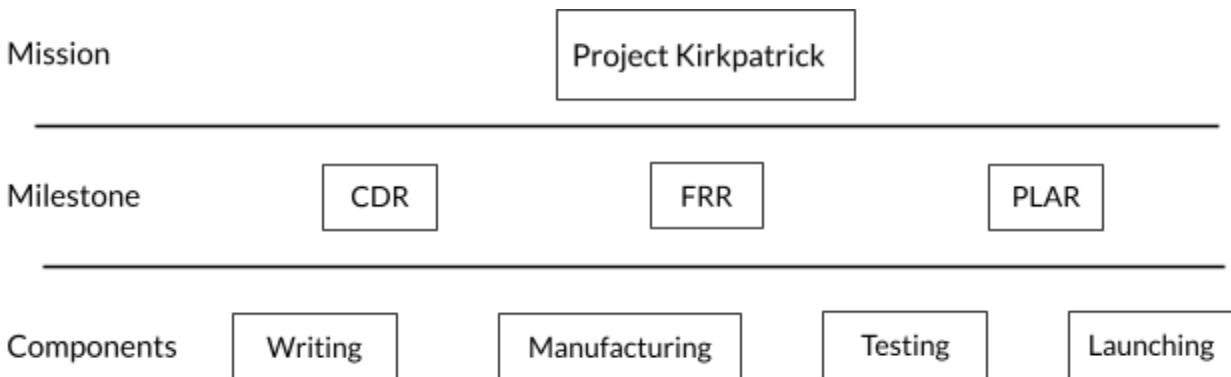 Mission
Project Kirkpatrick
Milestone
CDR
FRR
PLAR
Components
Writing
Manufacturing
Testing
Launching